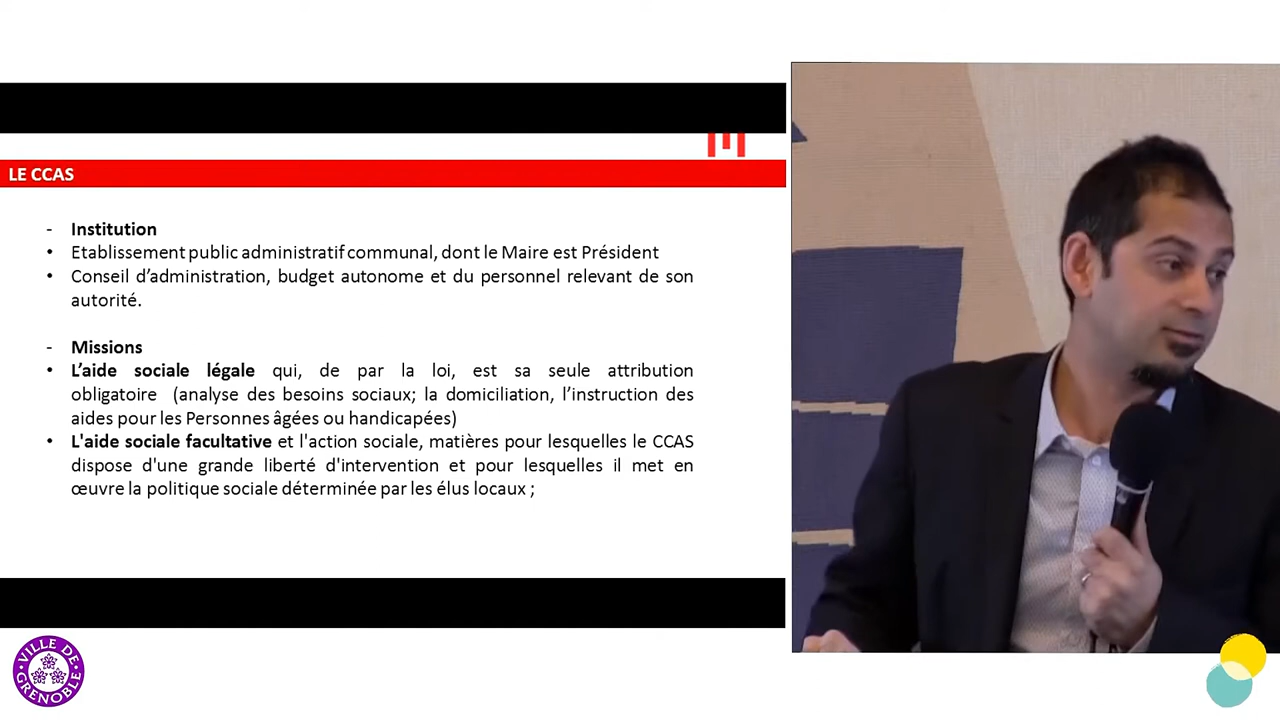 LE CCAS
- Institution
• Etablissement public administratif communal, dont le Maire est Président
• Conseil d’administration, budget autonome et du personnel relevant de son
autorité.
- Missions
• L’aide sociale légale qui, de par la loi, est sa seule attribution
obligatoire (analyse des besoins sociaux; la domiciliation, l’instruction des
aides pour les Personnes âgées ou handicapées)
• L'aide sociale facultative et l'action sociale, matières pour lesquelles le CCAS
dispose d'une grande liberté d'intervention et pour lesquelles il met en
œuvre la politique sociale déterminée par les élus locaux ;
VILLE DE
GRENOBLE